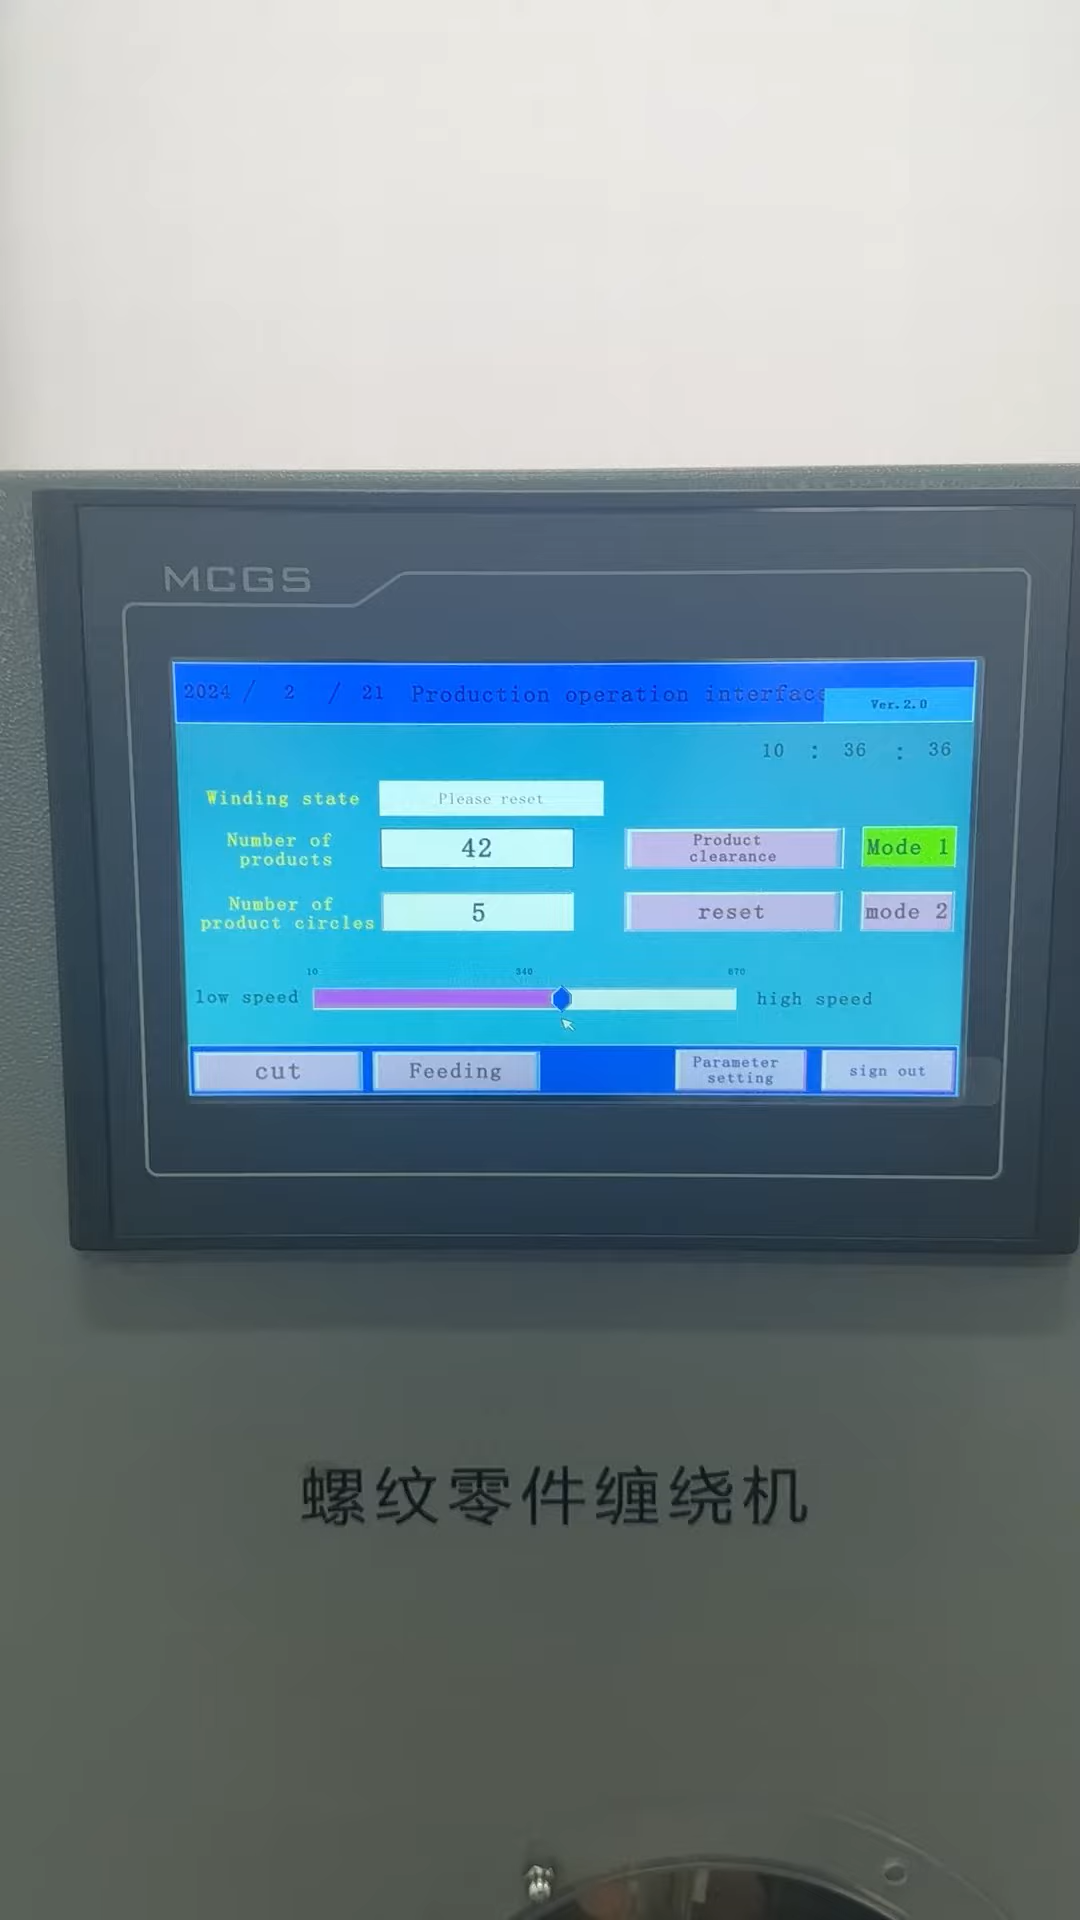 MCGS
2024 / 2 / 21 Production operation interface
Ver.2.0
10 : 36 : 36
Winding state Please reset
Number of products 42 Product clearance Mode 1
Number of product circles 5 reset mode 2
10 340 670
low speed high speed
cut Feeding Parameter setting sign out
螺纹零件缠绕机